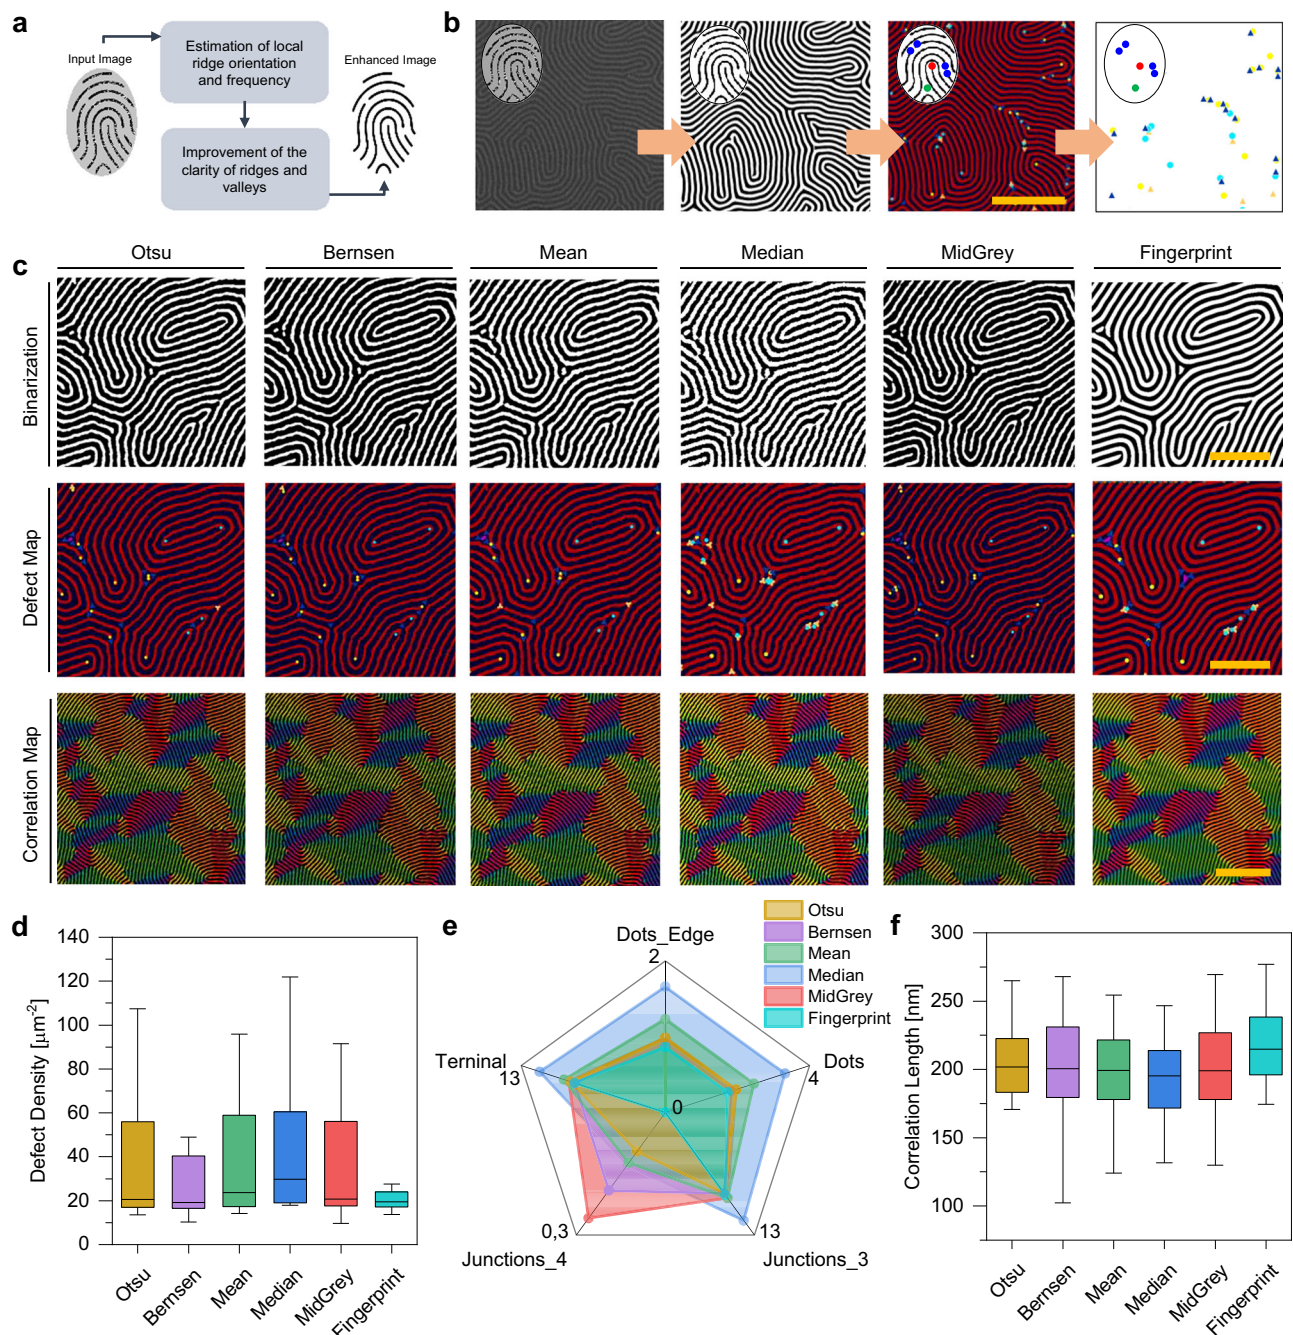 a
Input Image
Estimation of local
ridge orientation
and frequency
Improvement of the
clarity of ridges and
valleys
Enhanced Image
b
c
Otsu
Bernsen
Mean
Median
MidGrey
Fingerprint
Binarization
Defect Map
Correlation Map
d
Defect Density [μm-2]
140
120
100
80
60
40
20
0
Otsu
Bernsen
Mean
Median
MidGrey
Fingerprint
e
Otsu
Bernsen
Mean
Median
MidGrey
Fingerprint
Dots_Edge
2
Dots
4
Junctions_3
13
Junctions_4
0,3
Terninal
13
0
f
Correlation Length [nm]
300
250
200
150
100
Otsu
Bernsen
Mean
Median
MidGrey
Fingerprint